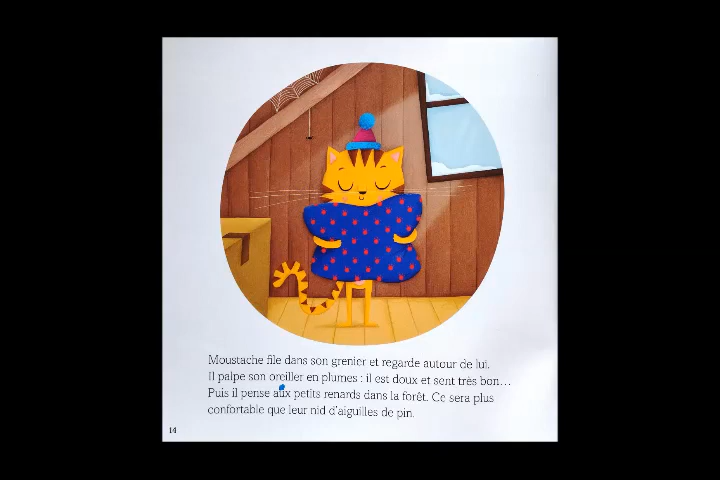 Moustache file dans son grenier et regarde autour de lui.
Il palpe son oreiller en plumes : il est doux et sent très bon...
Puis il pense aux petits renards dans la forêt. Ce sera plus
confortable que leur nid d'aiguilles de pin.
14